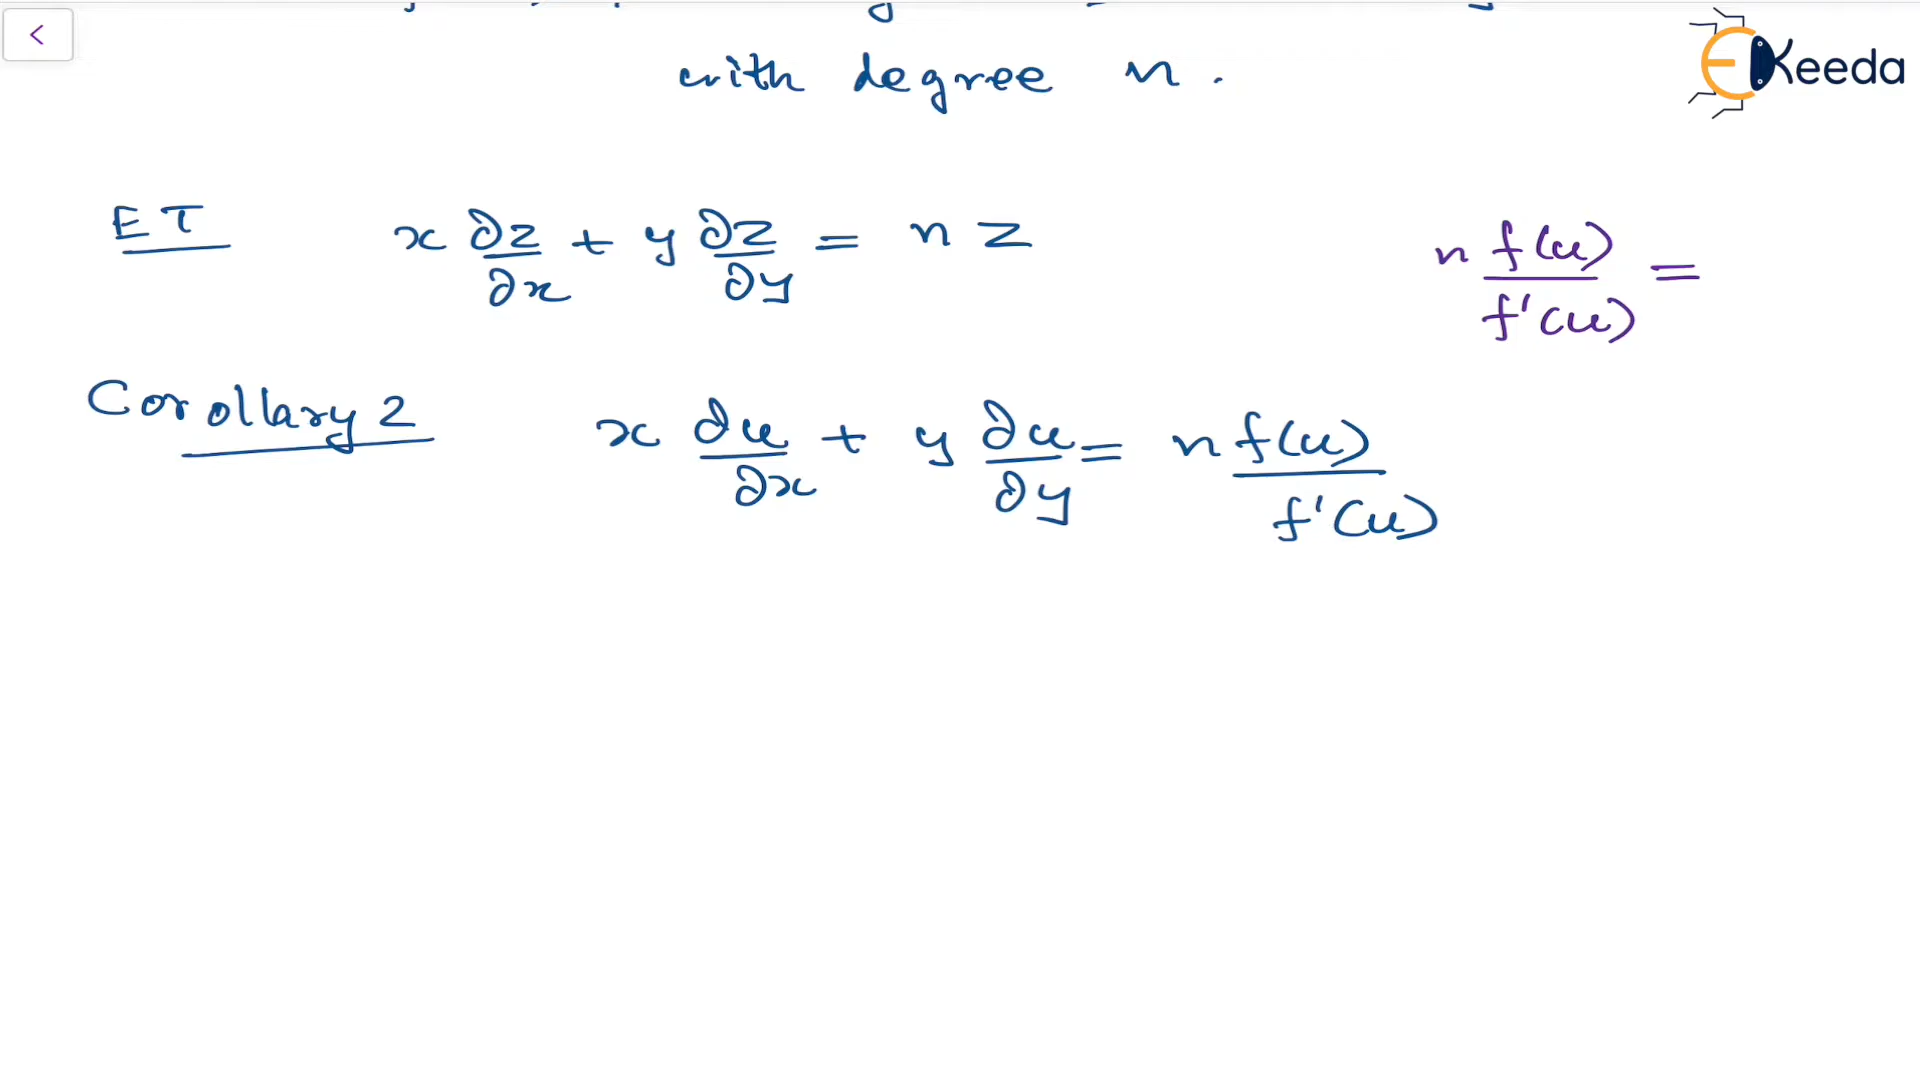 with degree n.
EKeeda
ET x ∂z/∂x + y ∂z/∂y = n z
n f(u)/f'(u) =
Corollary 2 x ∂u/∂x + y ∂u/∂y = n f(u)/f'(u)